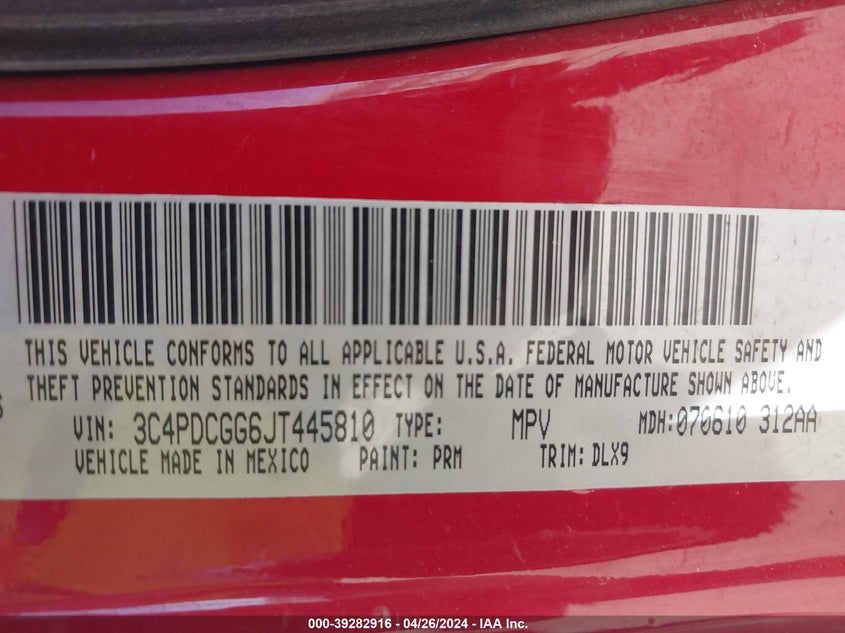 THIS VEHICLE CONFORMS TO ALL APPLICABLE U.S.A. FEDERAL MOTOR VEHICLE SAFETY AND
THEFT PREVENTION STANDARDS IN EFFECT ON THE DATE OF MANUFACTURE SHOWN ABOVE.
VIN: 3C4PDCGG6JT445810 TYPE: MPV MDH:070610 312AA
VEHICLE MADE IN MEXICO PAINT: PRM TRIM: DLX9
000-39282916 - 04/26/2024 - IAA Inc.